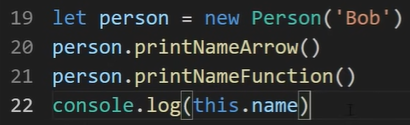 19 let person = new Person('Bob')
20 person.printNameArrow()
21 person.printNameFunction()
22 console.log(this.name)